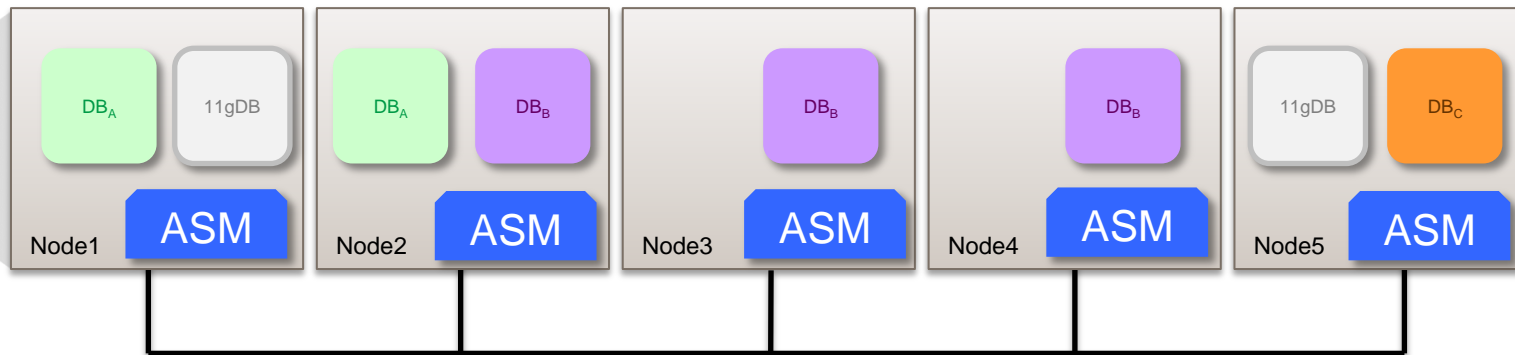 DBA 11gDB
ASM
Node1
DBA DBB
ASM
Node2
DBB
ASM
Node3
DBB
ASM
Node4
11gDB DBC
ASM
Node5